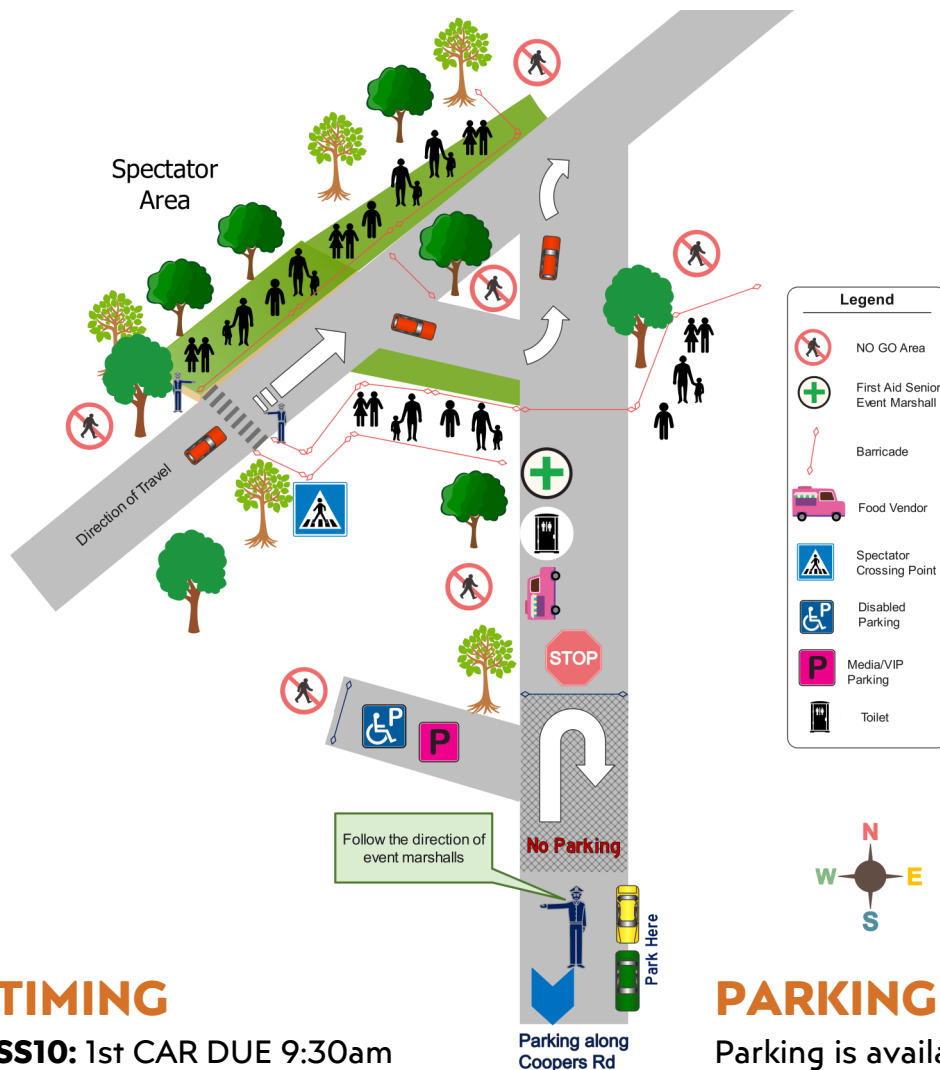 Spectator
Area
Direction of Travel
STOP
No Parking
Follow the direction of
event marshalls
Park Here
Parking along
Coopers Rd
P
P
Legend
NO GO Area
First Aid Senior
Event Marshall
Barricade
Food Vendor
Spectator
Crossing Point
P
Disabled
Parking
P
Media/VIP
Parking
Toilet
N
W
E
S
TIMING
SS10: 1st CAR DUE 9:30am
PARKING
Parking is availa